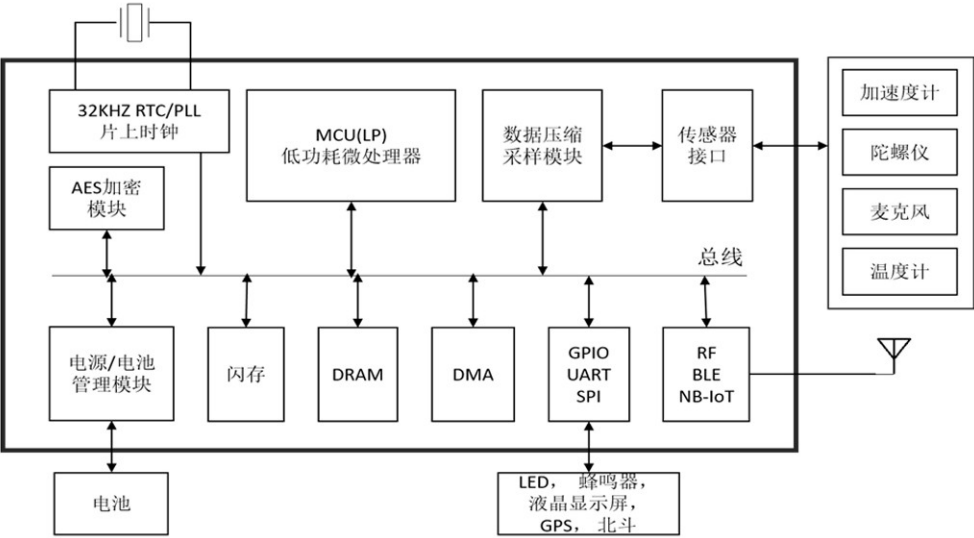 32KHZ RTC/PLL
片上时钟
MCU(LP)
低功耗微处理器
数据压缩
采样模块
传感器
接口
加速度计
陀螺仪
麦克风
温度计
AES加密
模块
总线
电源/电池
管理模块
闪存
DRAM
DMA
GPIO
UART
SPI
RF
BLE
NB-IoT
电池
LED， 蜂鸣器，
液晶显示屏，
GPS， 北斗